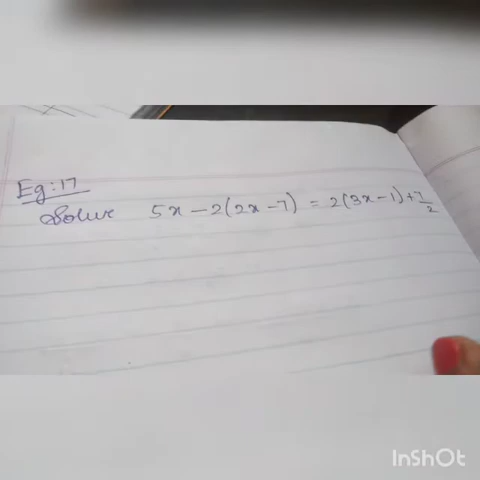 Eg:17
Solve 5x - 2(2x-7) = 2(3x-1) + 7/2
InShOt